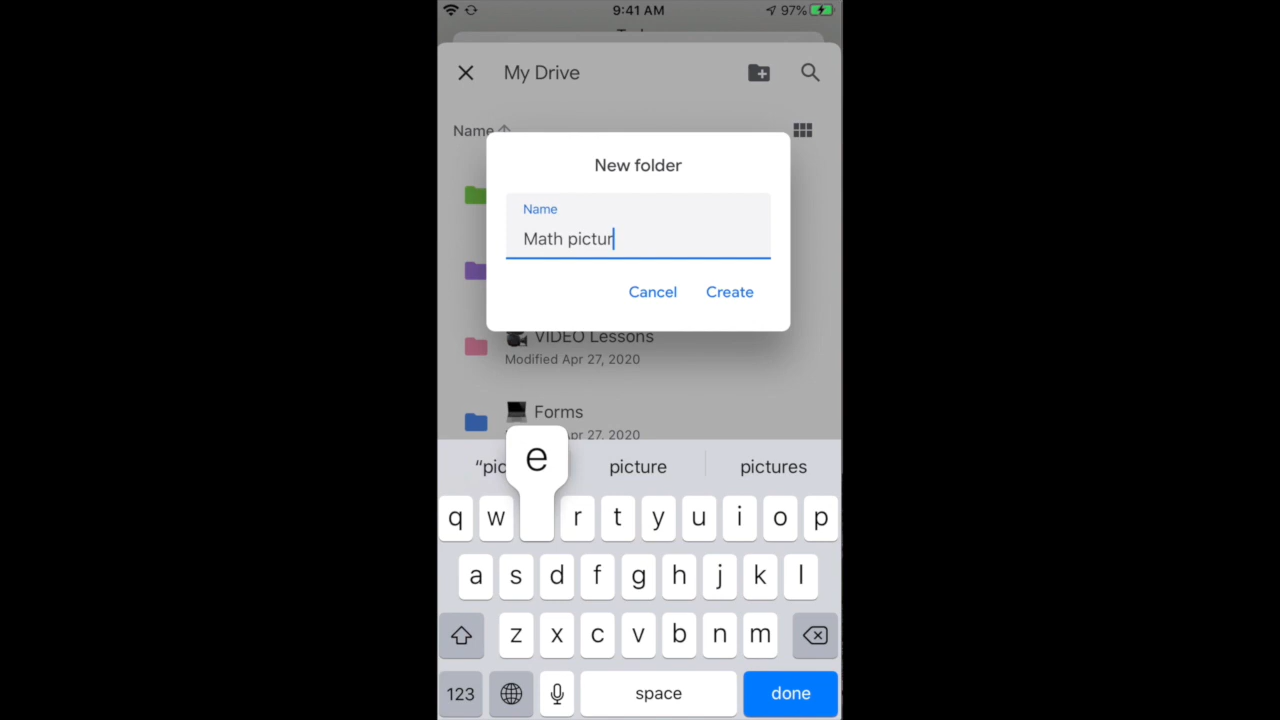 9:41 AM 97%
My Drive
Name
New folder
Name
Math pictur
Cancel Create
VIDEO Lessons
Modified Apr 27, 2020
Forms
Apr 27, 2020
"pic picture pictures
e
q w r t y u i o p
a s d f g h j k l
z x c v b n m
123 space done